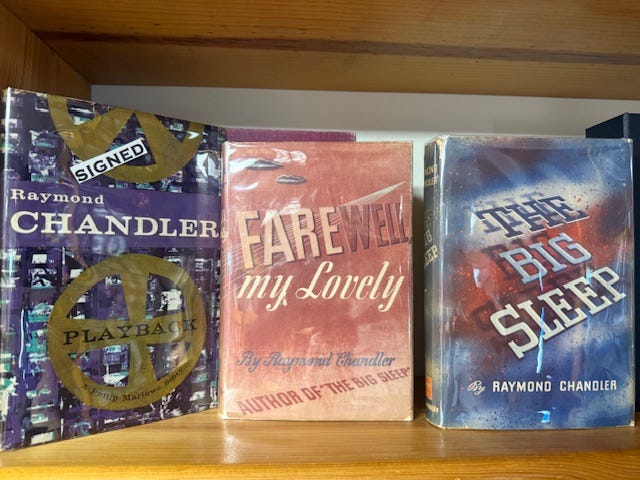 SIGNED
Raymond
CHANDLER
PLAYBACK
A Philip Marlowe
FAREWELL,
my Lovely
By Raymond Chandler
AUTHOR OF "THE BIG SLEEP"
THE
BIG
SLEEP
By RAYMOND CHANDLER